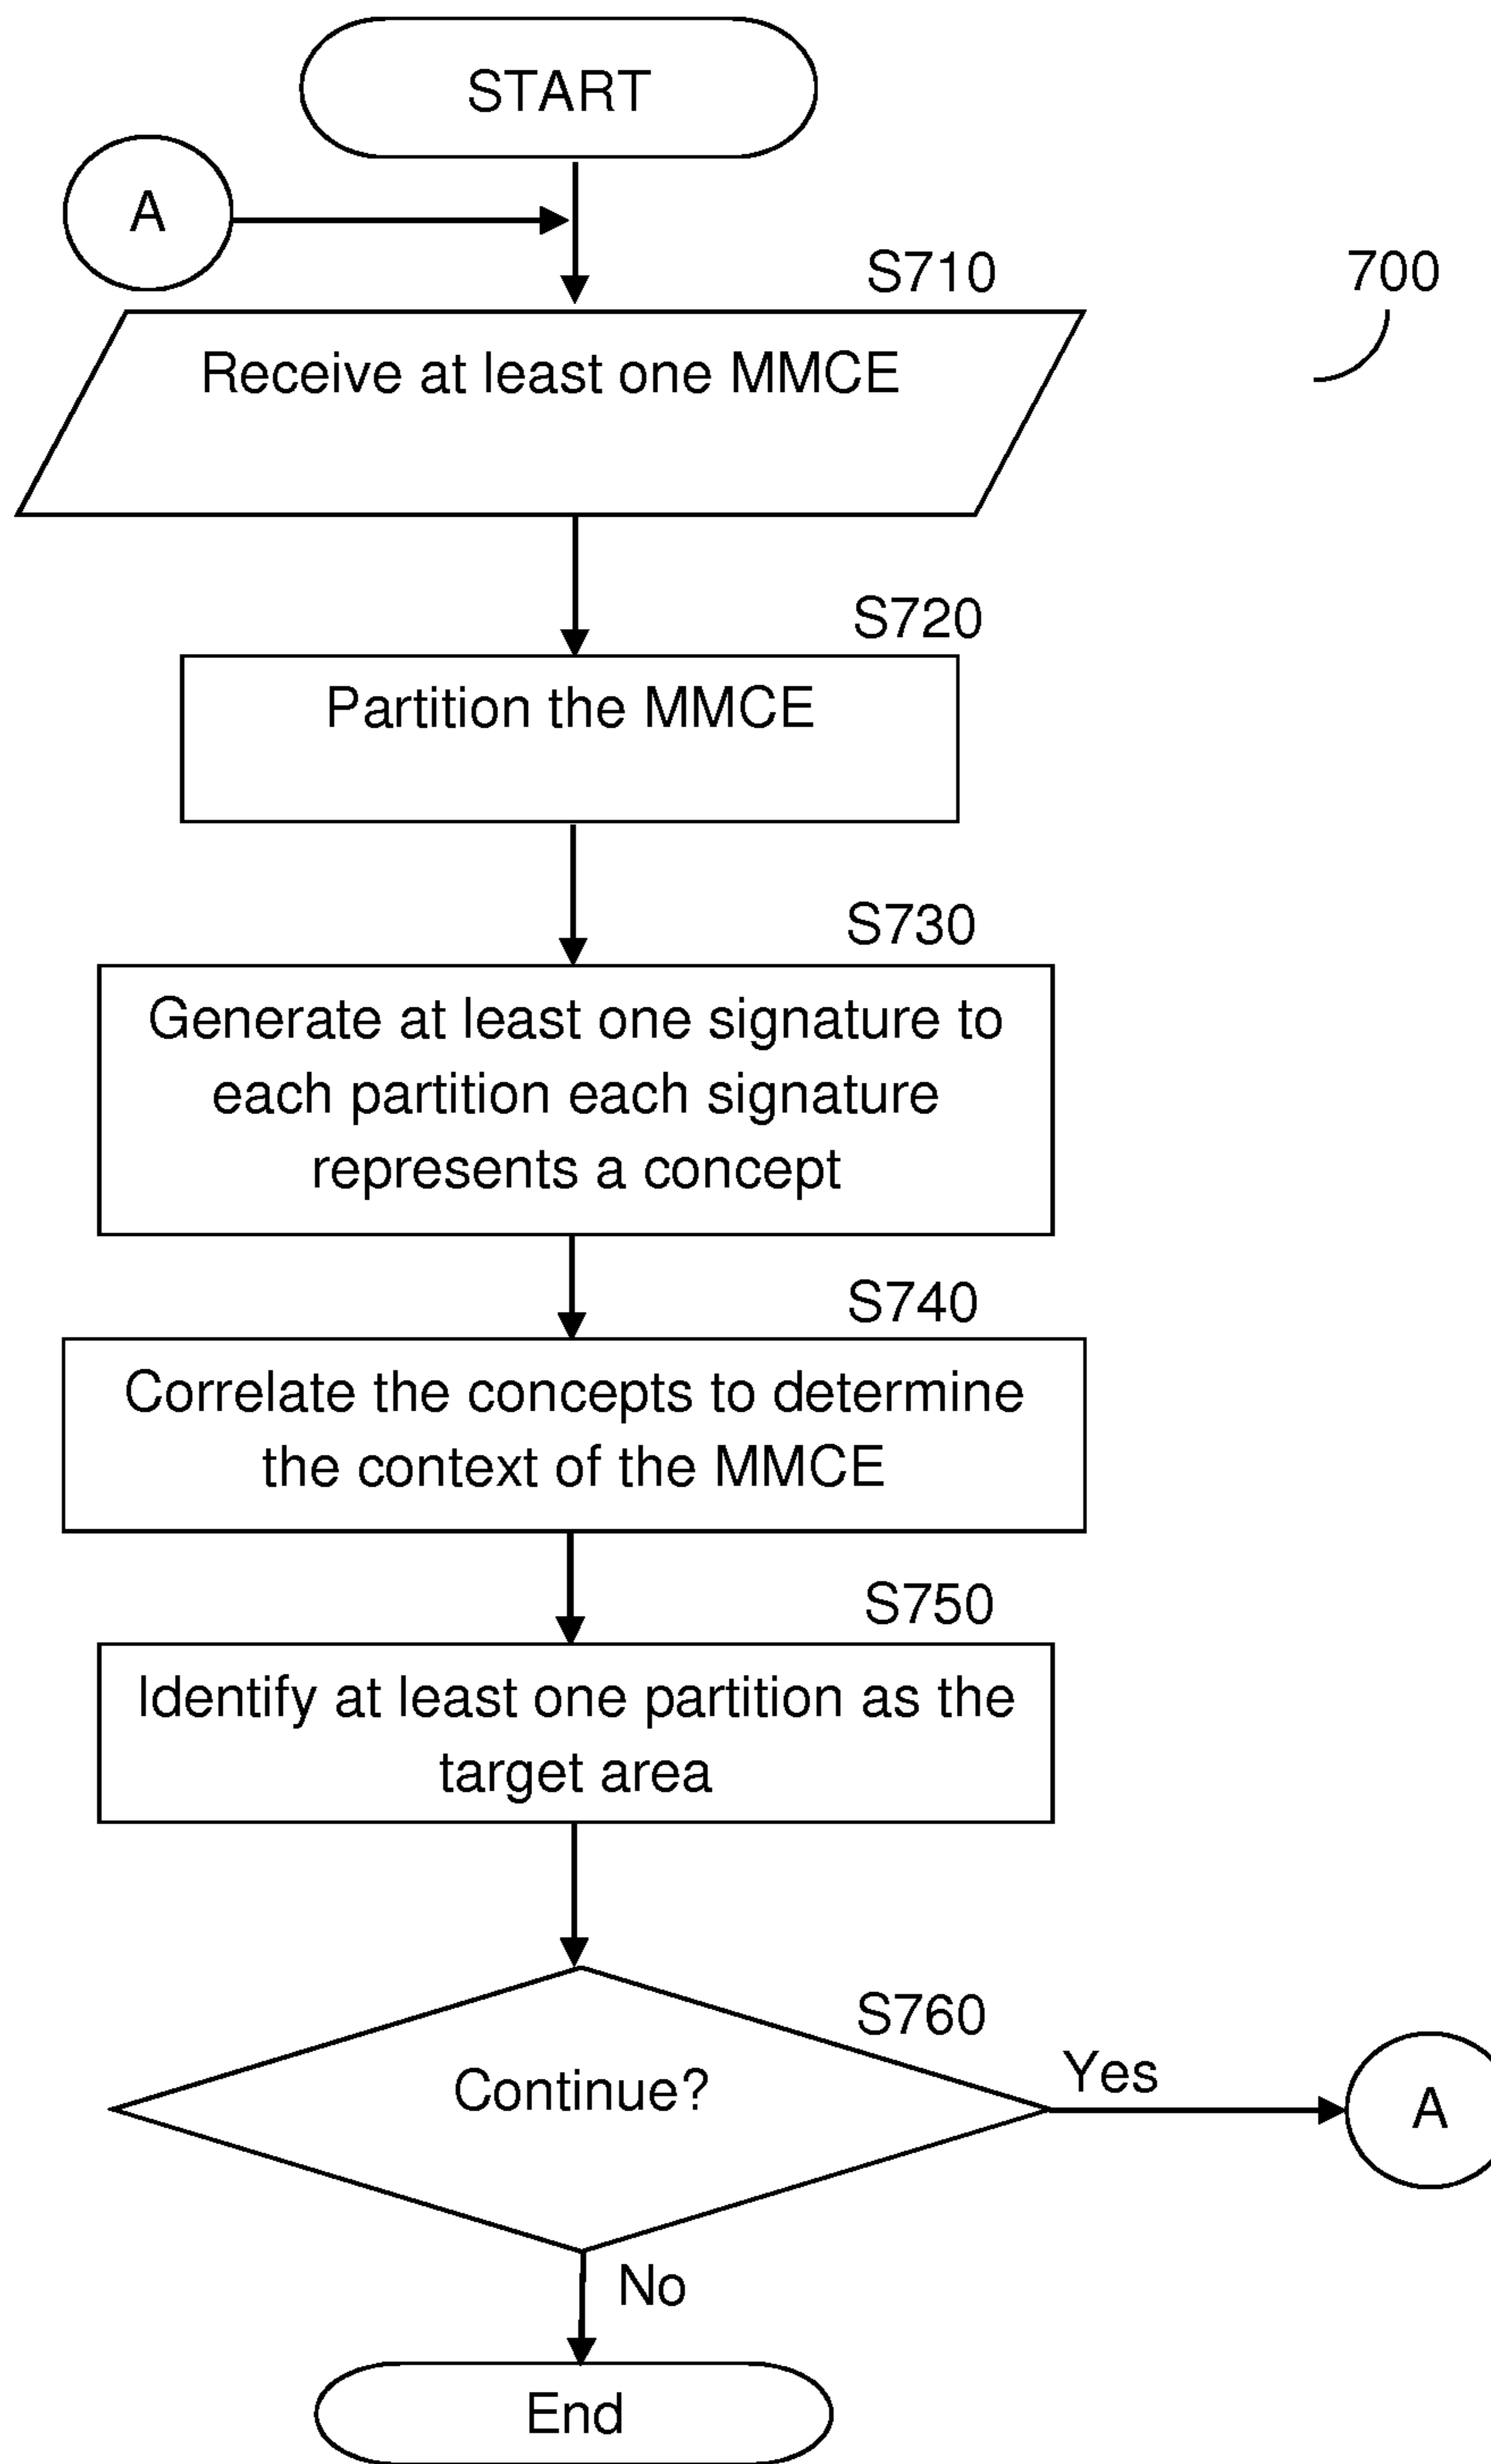 START
A
S710
700
Receive at least one MMCE
S720
Partition the MMCE
S730
Generate at least one signature to
each partition each signature
represents a concept
S740
Correlate the concepts to determine
the context of the MMCE
S750
Identify at least one partition as the
target area
S760
Continue?
Yes
A
No
End